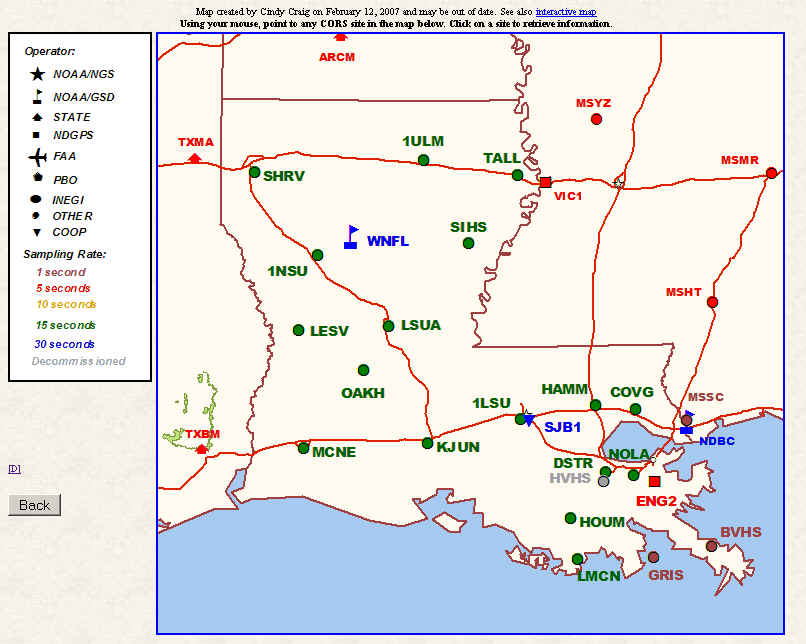 Map created by Cindy Craig on February 12, 2007 and may be out of date. See also interactive map
Using your mouse, point to any CORS site in the map below. Click on a site to retrieve information.
Operator:
NOAA/NGS
NOAA/GSD
STATE
NDGPS
FAA
PBO
INEGI
OTHER
COOP
Sampling Rate:
1 second
5 seconds
10 seconds
15 seconds
30 seconds
Decommissioned
[D]
Back
ARCM
MSYZ
TXMA
1ULM
TALL
MSMR
SHRV
VIC1
SIHS
WNFL
1NSU
MSHT
LESV
LSUA
OAKH
HAMM
COVG
MSSC
1LSU
SJB1
NDBC
TXBM
KJUN
MCNE
NOLA
DSTR
HVHS
ENG2
HOUM
BVHS
LMCN
GRIS